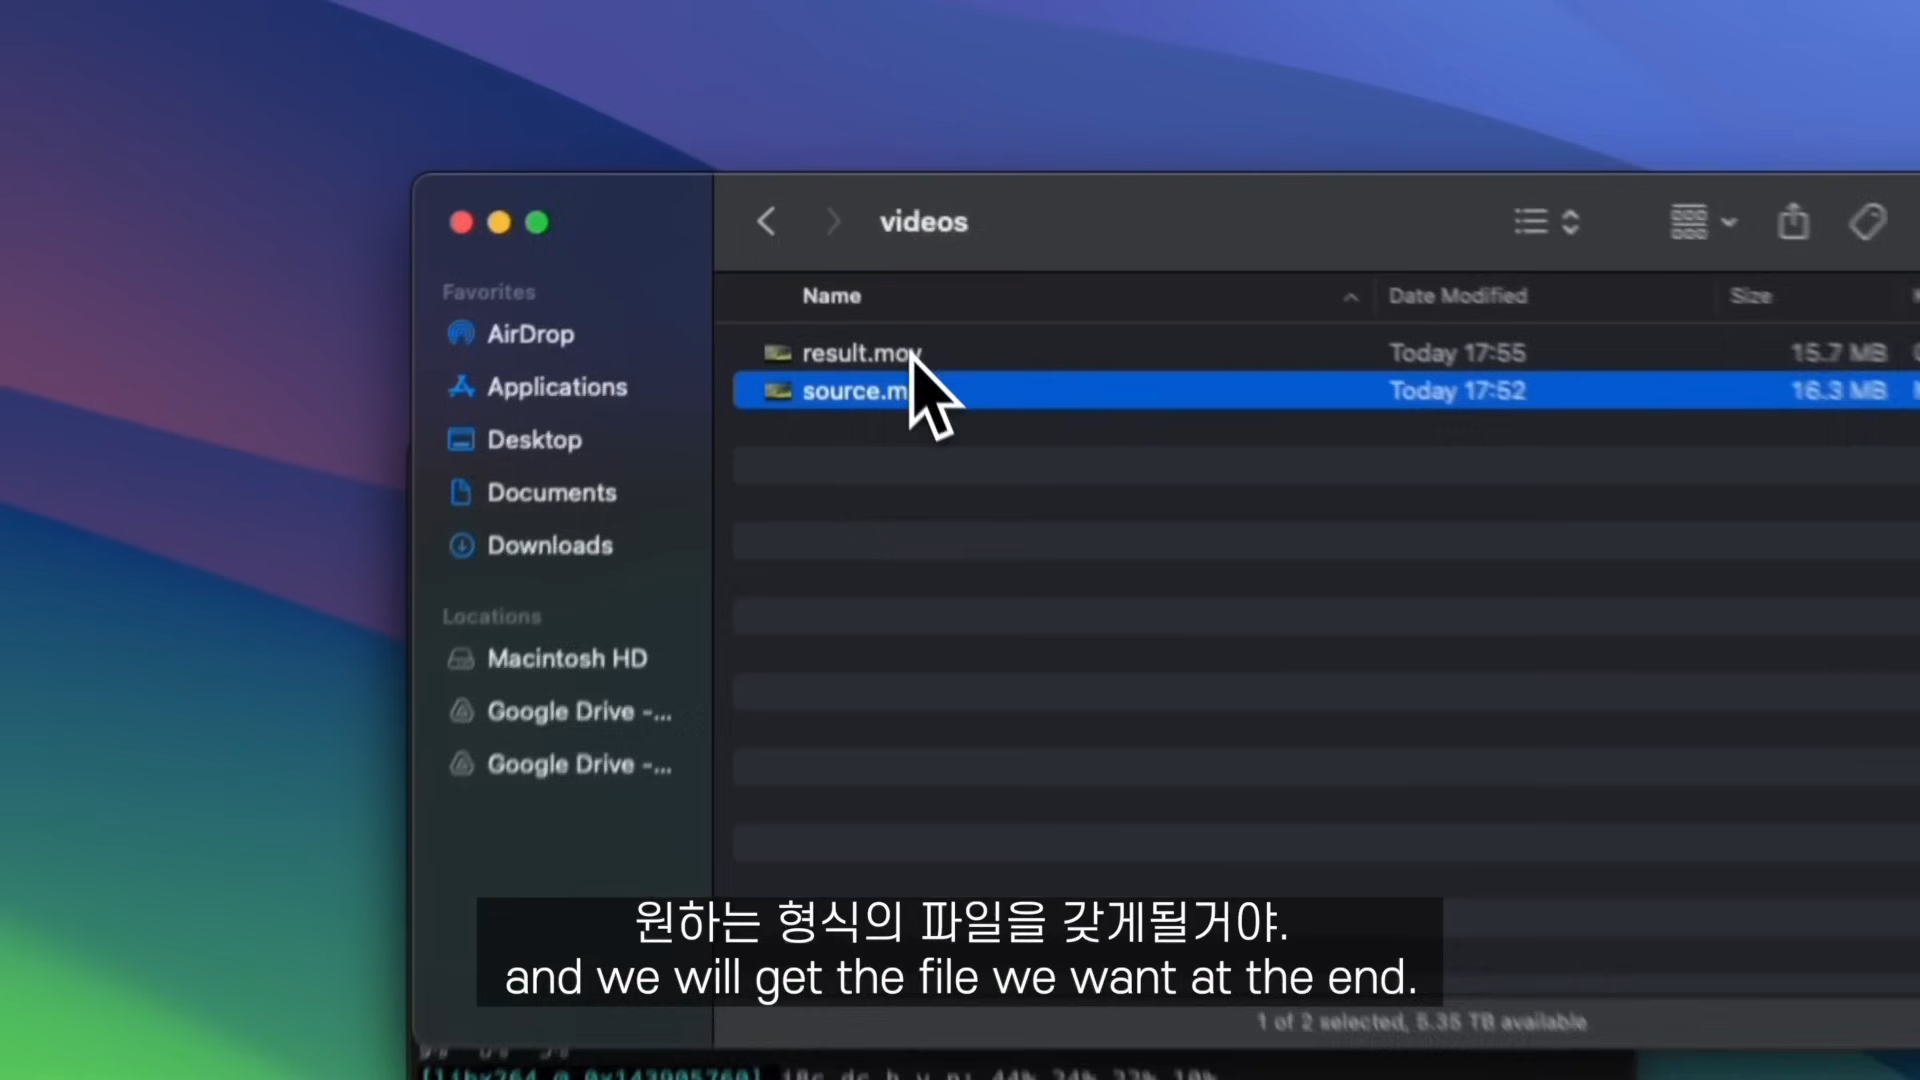 videos
Favorites
AirDrop
Applications
Desktop
Documents
Downloads
Locations
Macintosh HD
Google Drive -...
Google Drive -...
Name Date Modified Size
result.mov Today 17:55 15.7 MB
source.m Today 17:52 16.3 MB
원하는 형식의 파일을 갖게될거야.
and we will get the file we want at the end.
1 of 2 selected, 5.35 TB available